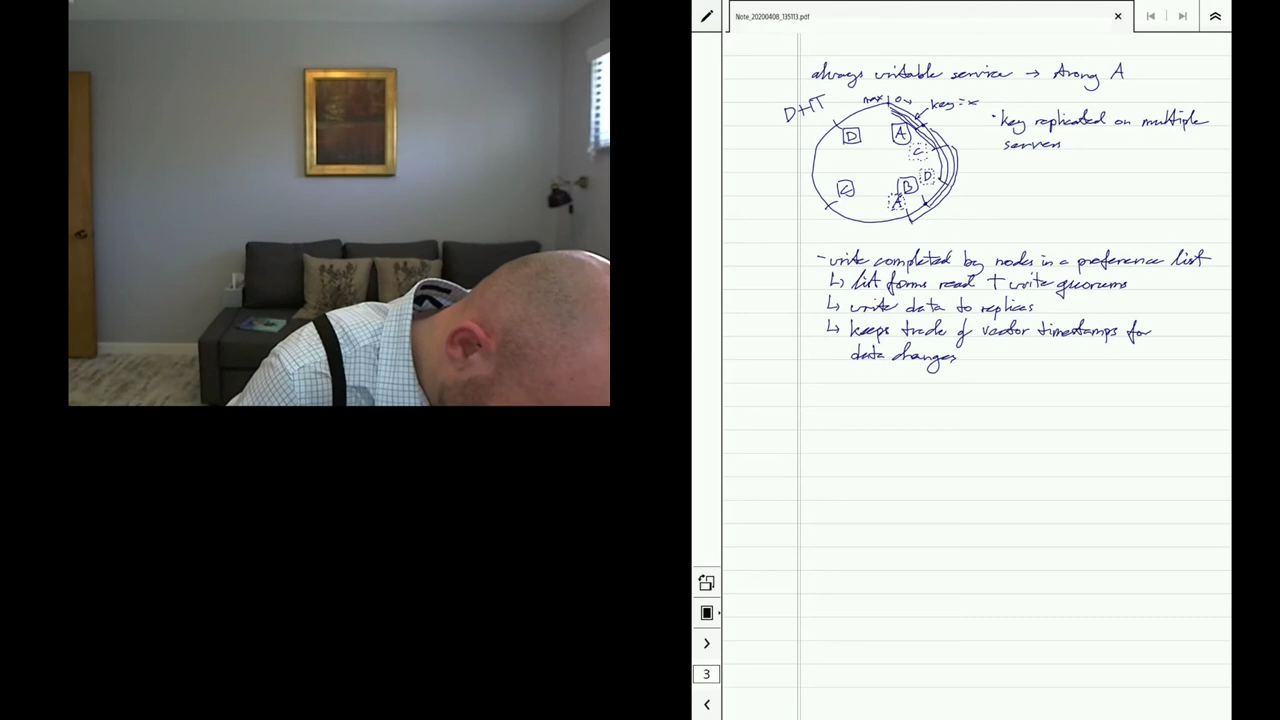 Note_20200408_135113.pdf
always writable service → strong A
DHT
max | 0
key = x
• key replicated on multiple
servers
D
A
C
D
C
B
A
- write completed by nodes in a preference list
↳ list forms read + write quorums
↳ write data to replicas
↳ keeps track of vector timestamps for
data changes
3